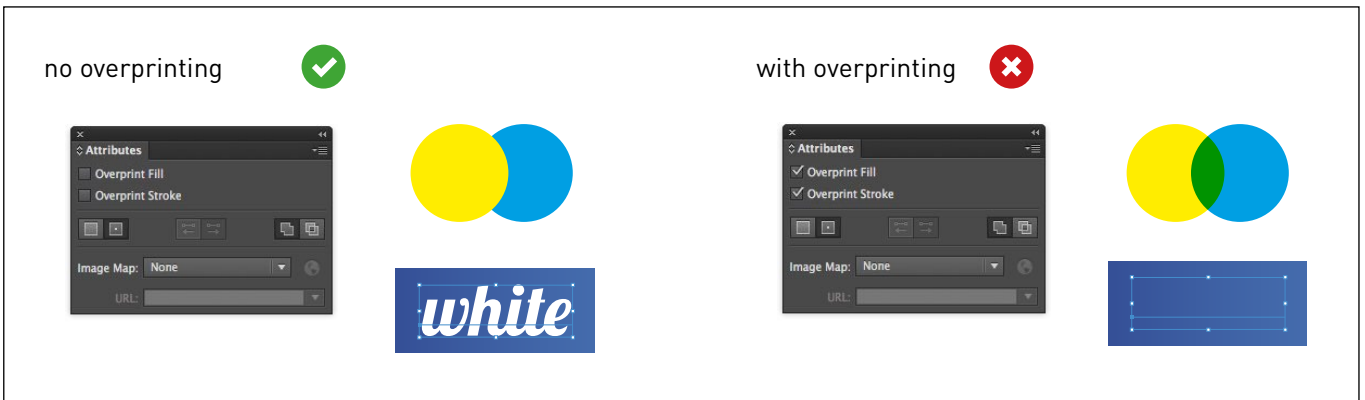 no overprinting
Attributes
Overprint Fill
Overprint Stroke
Image Map: None
URL:
white
with overprinting
Attributes
Overprint Fill
Overprint Stroke
Image Map: None
URL: